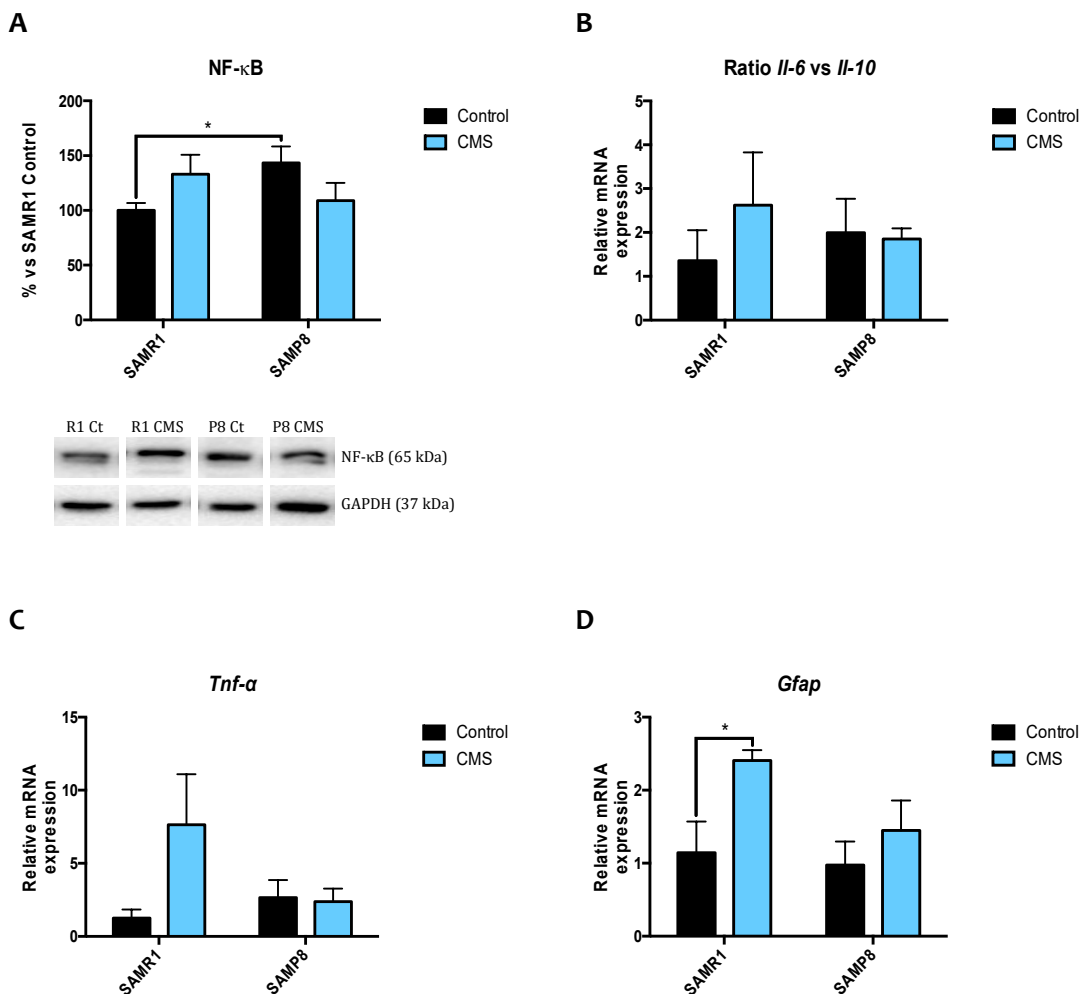 A
NF-κB
% vs SAMR1 Control
200
150
100
50
0
*
SAMR1
SAMP8
Control
CMS
R1 Ct R1 CMS P8 Ct P8 CMS
NF-κB (65 kDa)
GAPDH (37 kDa)
B
Ratio Il-6 vs Il-10
Relative mRNA
expression
5
4
3
2
1
0
SAMR1
SAMP8
Control
CMS
C
Tnf-α
Relative mRNA
expression
15
10
5
0
SAMR1
SAMP8
Control
CMS
D
Gfap
Relative mRNA
expression
3
2
1
0
*
SAMR1
SAMP8
Control
CMS